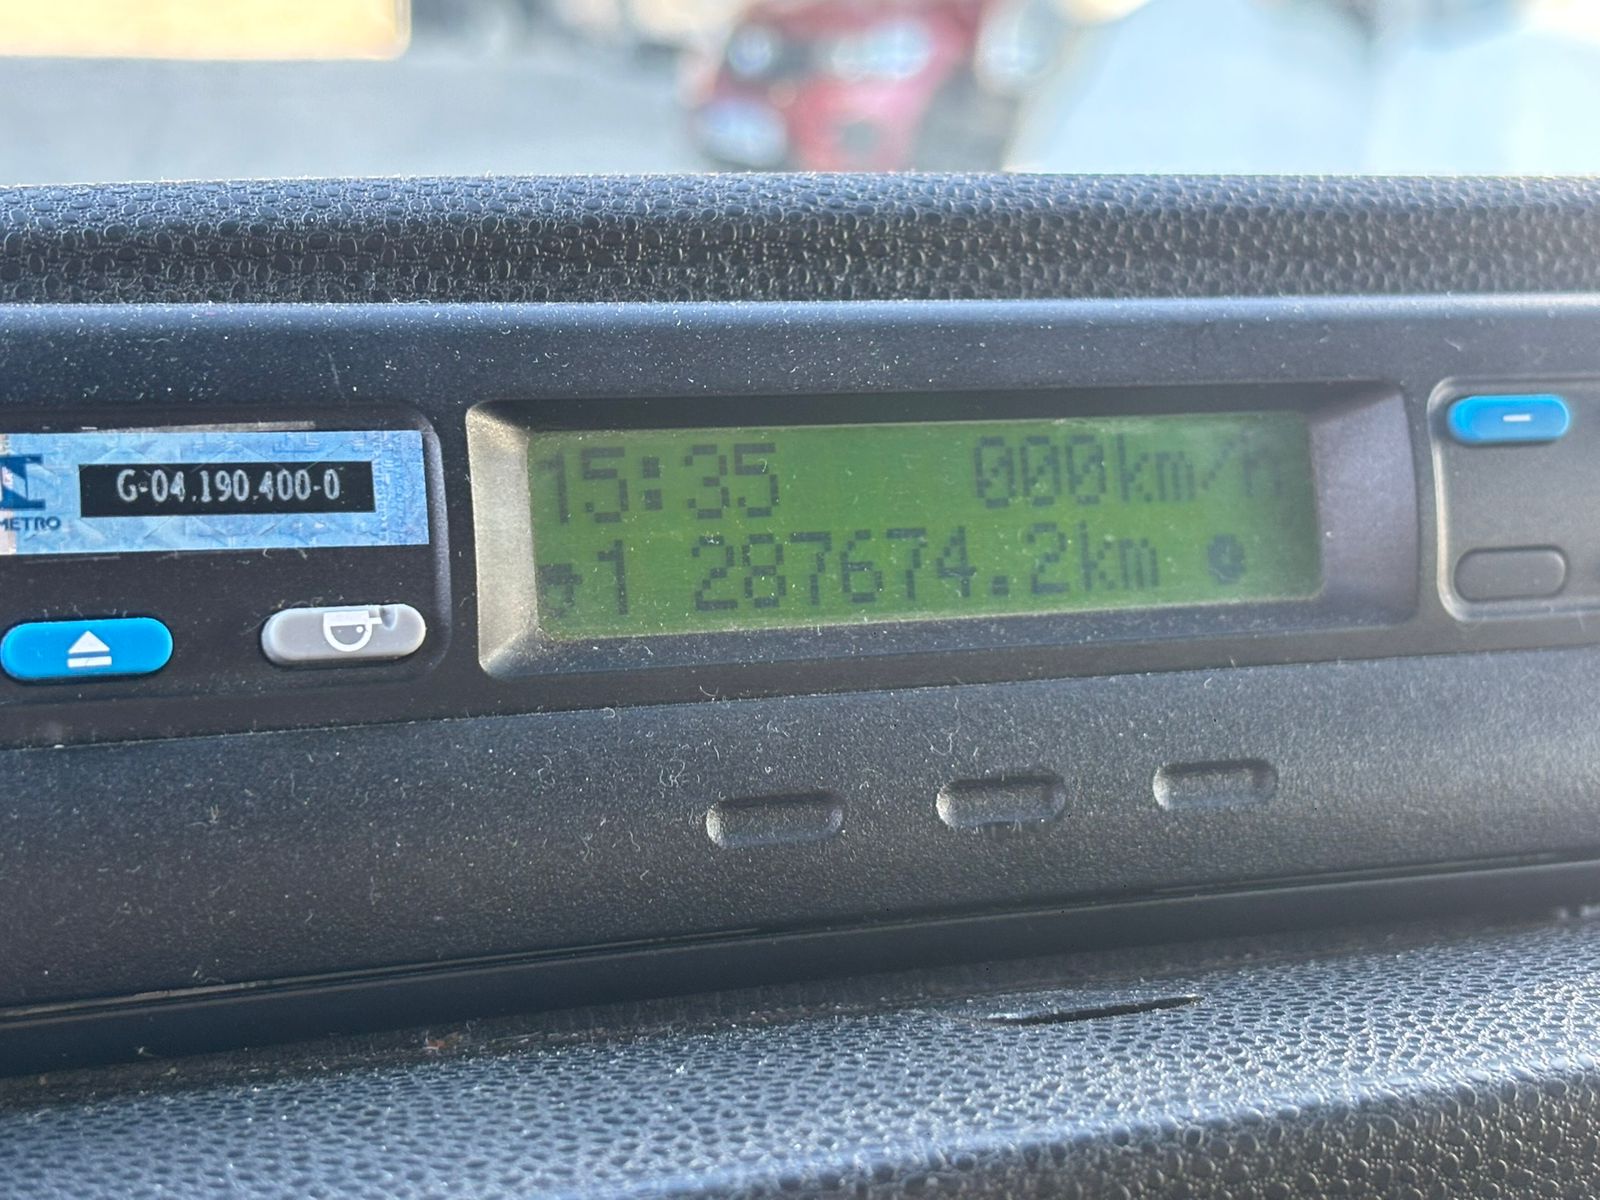 G-04.190.400-0
METRO
15:35 000km/h
1 287674.2km